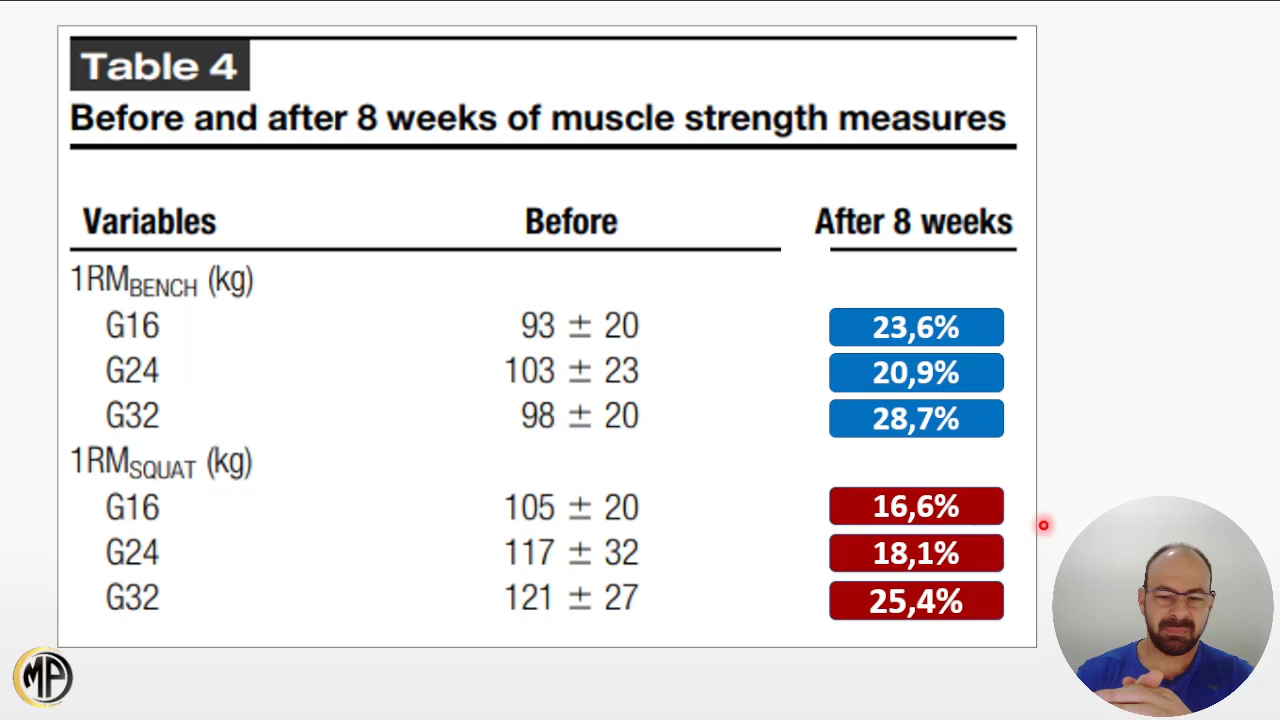 Table 4
Before and after 8 weeks of muscle strength measures
Variables Before After 8 weeks
1RMBENCH (kg)
G16 93 ± 20 23,6%
G24 103 ± 23 20,9%
G32 98 ± 20 28,7%
1RMSQUAT (kg)
G16 105 ± 20 16,6%
G24 117 ± 32 18,1%
G32 121 ± 27 25,4%
MP